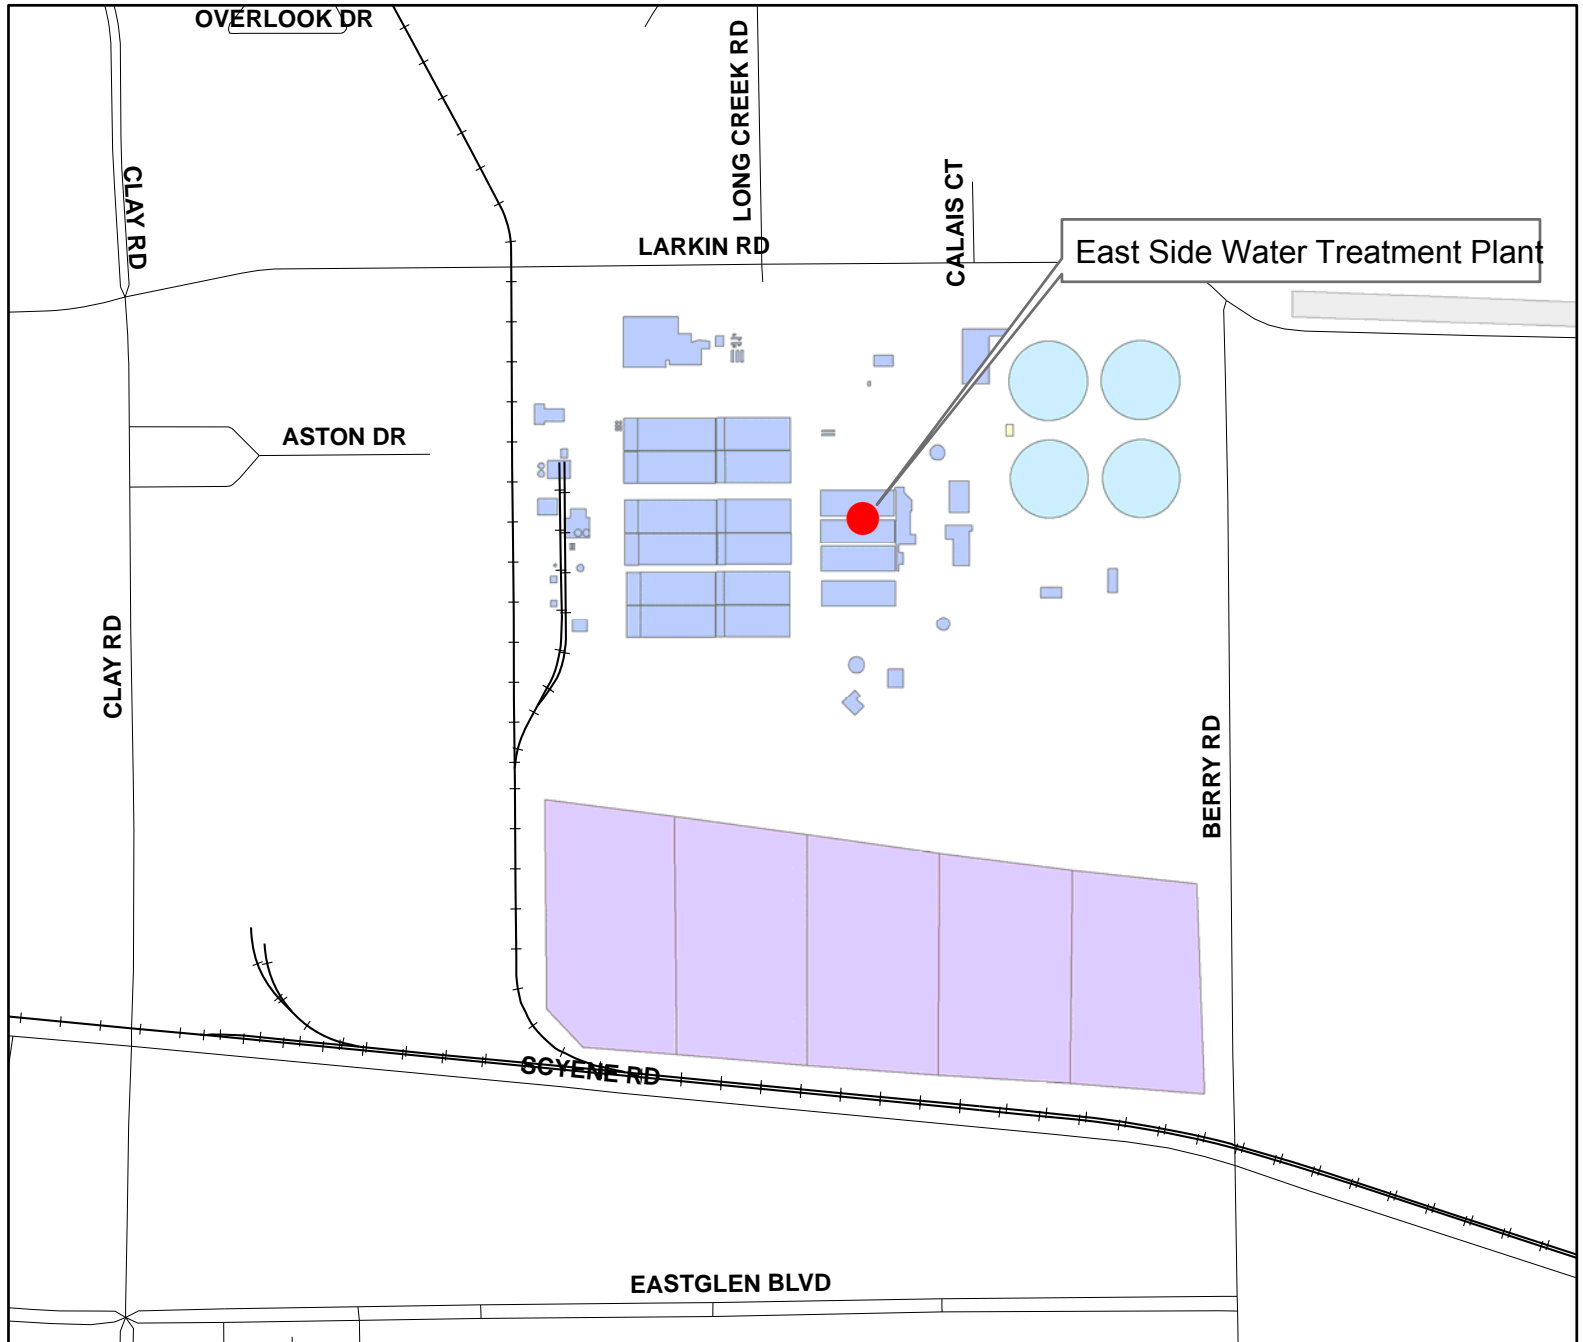 OVERLOOK DR
LONG CREEK RD
CLAY RD
CALAIS CT
LARKIN RD
East Side Water Treatment Plant
ASTON DR
CLAY RD
BERRY RD
SCYENE RD
EASTGLEN BLVD